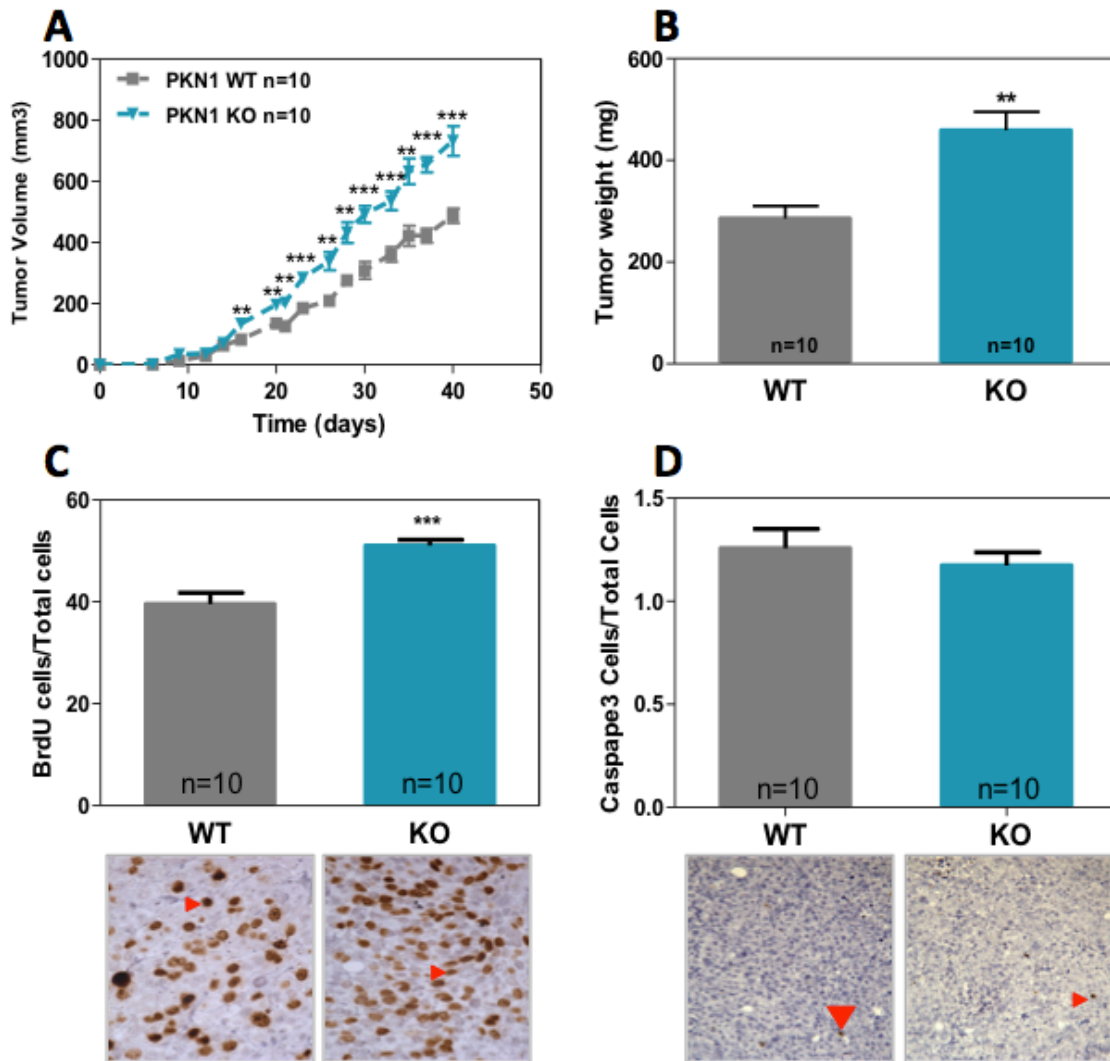 A
Tumor Volume (mm3)
1000
800
600
400
200
0
PKN1 WT n=10
PKN1 KO n=10
**
**
**
***
**
**
***
***
**
***
***
0 10 20 30 40 50
Time (days)
B
Tumor weight (mg)
600
400
200
0
**
n=10 n=10
WT KO
C
BrdU cells/Total cells
60
40
20
0
***
n=10 n=10
WT KO
D
Caspape3 Cells/Total Cells
1.5
1.0
0.5
0.0
n=10 n=10
WT KO